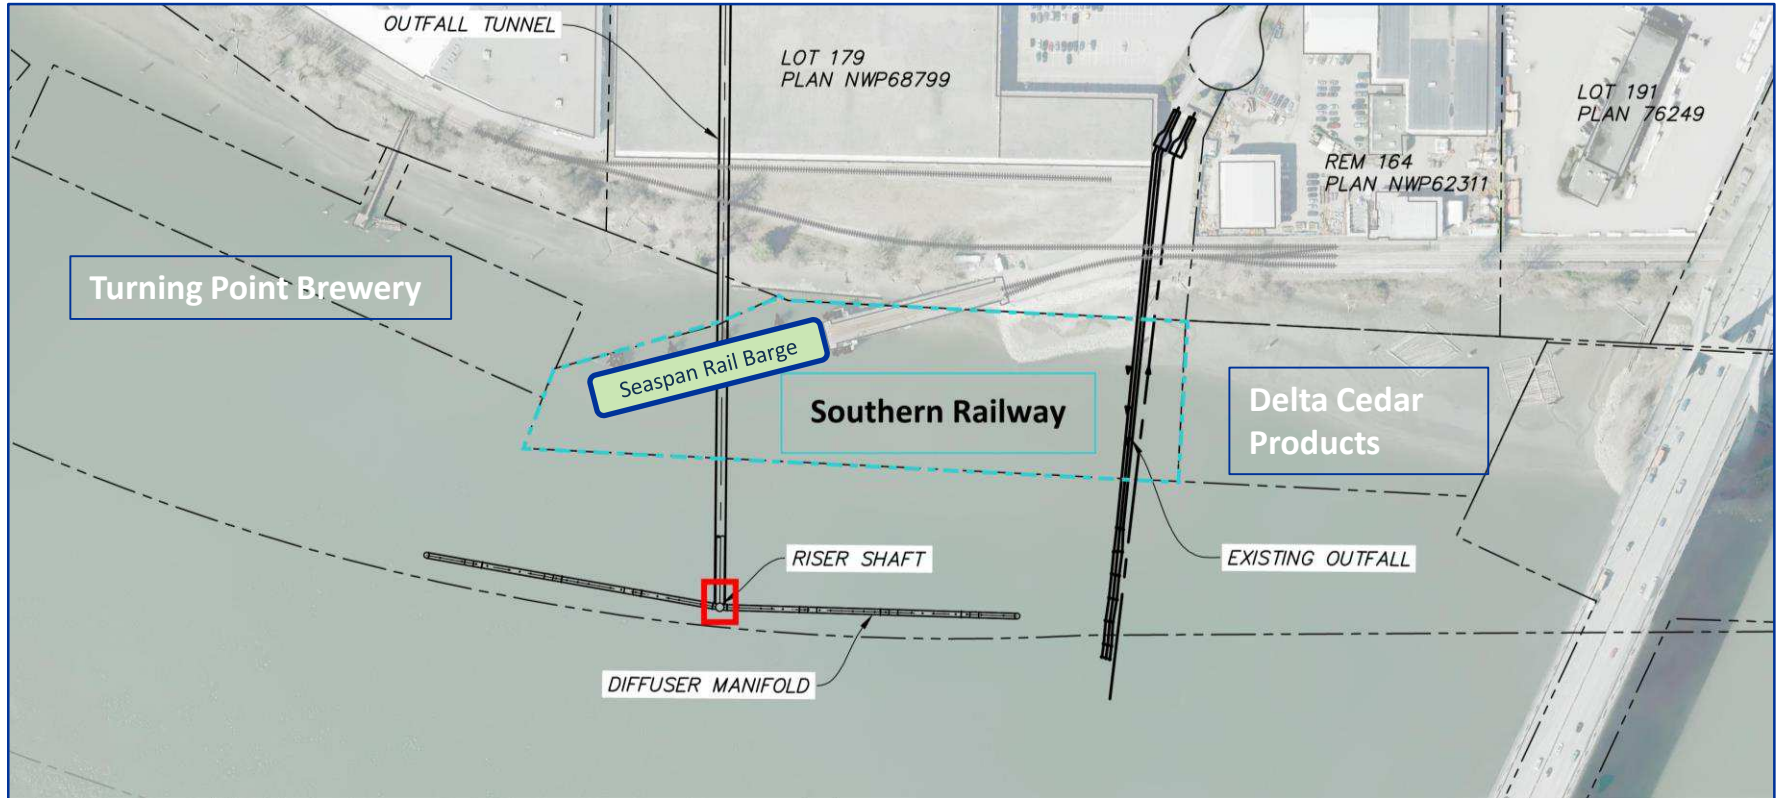 OUTFALL TUNNEL
LOT 179
PLAN NWP68799
LOT 191
PLAN 76249
REM 164
PLAN NWP62311
Turning Point Brewery
Seaspan Rail Barge
Southern Railway
Delta Cedar
Products
RISER SHAFT
EXISTING OUTFALL
DIFFUSER MANIFOLD